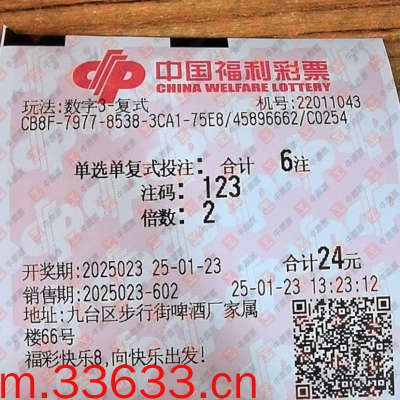 中国福利彩票
CHINA WELFARE LOTTERY
玩法:数字3-复式 机号:22011043
CB8F-7977-8538-3CA1-75E8/45896662/C0254
单选单复式投注: 合计 6注
注码: 123
倍数: 2
开奖期:2025023 25-01-23 合计24元
销售期:2025023-602 25-01-23 13:23:12
地址:九台区步行街啤酒厂家属
楼66号
福彩快乐8,向快乐出发!
m.33633.cn